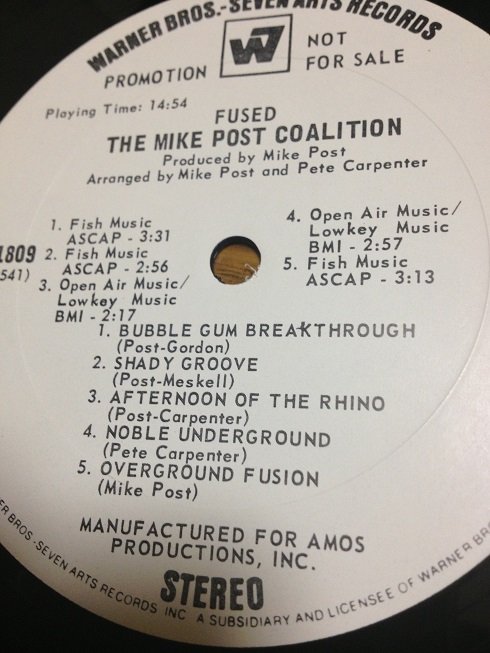 WARNER BROS.-SEVEN ARTS RECORDS
W7
PROMOTION
NOT
FOR SALE
Playing Time: 14:54
FUSED
THE MIKE POST COALITION
Produced by Mike Post
Arranged by Mike Post and Pete Carpenter
1. Fish Music
ASCAP - 3:31
2. Fish Music
ASCAP - 2:56
3. Open Air Music/
Lowkey Music
BMI - 2:17
4. Open Air Music/
Lowkey Music
BMI - 2:57
5. Fish Music
ASCAP - 3:13
1809
541)
1. BUBBLE GUM BREAKTHROUGH
(Post-Gordon)
2. SHADY GROOVE
(Post-Meskell)
3. AFTERNOON OF THE RHINO
(Post-Carpenter)
4. NOBLE UNDERGROUND
(Pete Carpenter)
5. OVERGROUND FUSION
(Mike Post)
MANUFACTURED FOR AMOS
PRODUCTIONS, INC.
STEREO
BROS.-SEVEN ARTS RECORDS INC A SUBSIDIARY AND LICENSEE OF WARNER